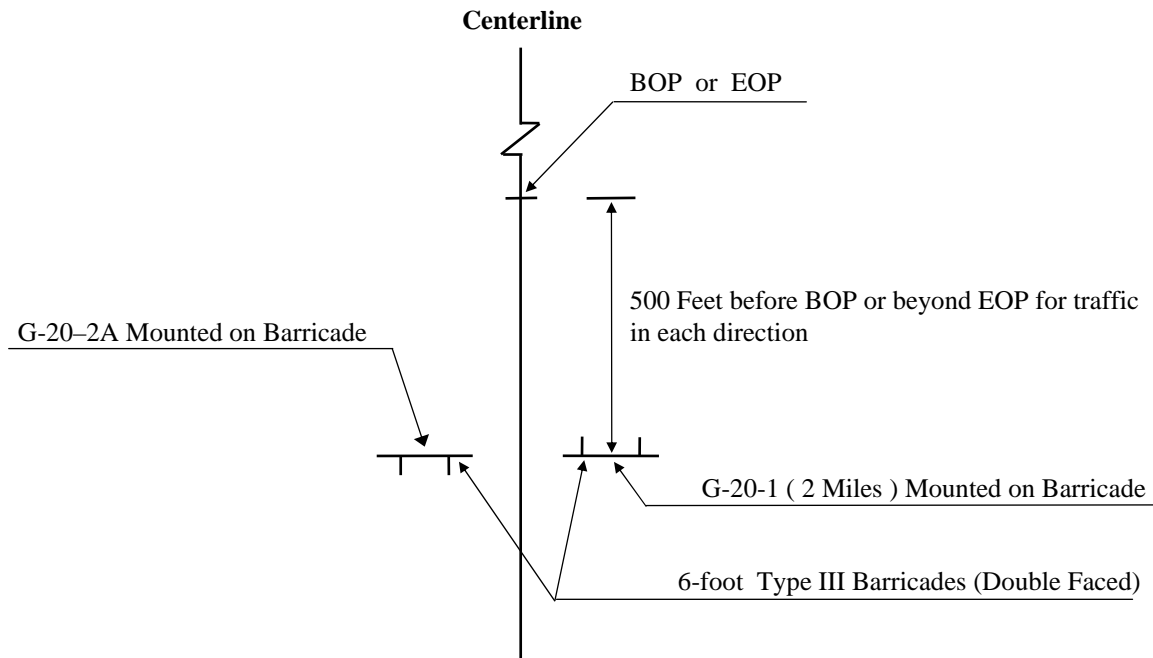 Centerline
BOP or EOP
500 Feet before BOP or beyond EOP for traffic
in each direction
G-20–2A Mounted on Barricade
G-20-1 ( 2 Miles ) Mounted on Barricade
6-foot Type III Barricades (Double Faced)